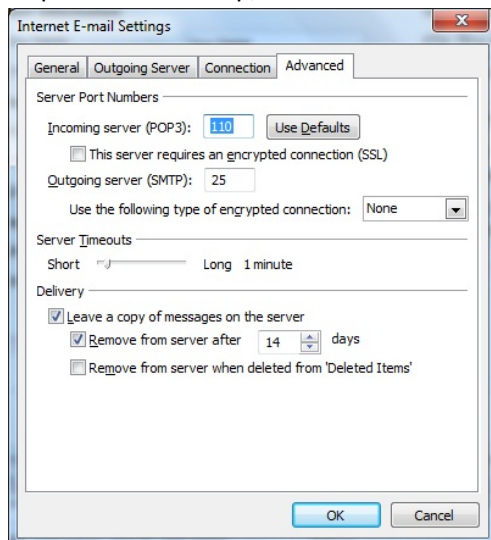 Internet E-mail Settings
General Outgoing Server Connection Advanced
Server Port Numbers
Incoming server (POP3): 110 Use Defaults
This server requires an encrypted connection (SSL)
Outgoing server (SMTP): 25
Use the following type of encrypted connection: None
Server Timeouts
Short Long 1 minute
Delivery
Leave a copy of messages on the server
Remove from server after 14 days
Remove from server when deleted from 'Deleted Items'
OK Cancel